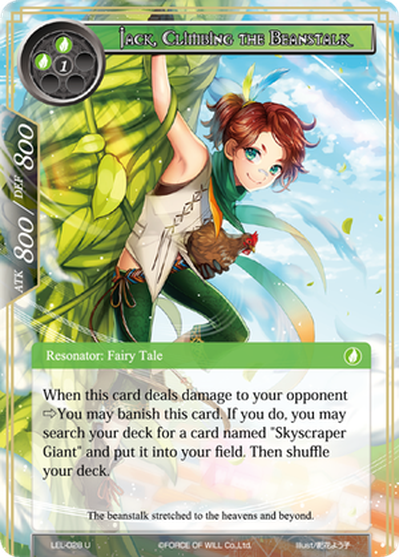 Jack, Climbing the Beanstalk
1
ATK 800 / DEF 800
Resonator: Fairy Tale
When this card deals damage to your opponent
⇨You may banish this card. If you do, you may
search your deck for a card named "Skyscraper
Giant" and put it into your field. Then shuffle
your deck.
The beanstalk stretched to the heavens and beyond.
LEL-028 U
©FORCE OF WILL Co.,Ltd.